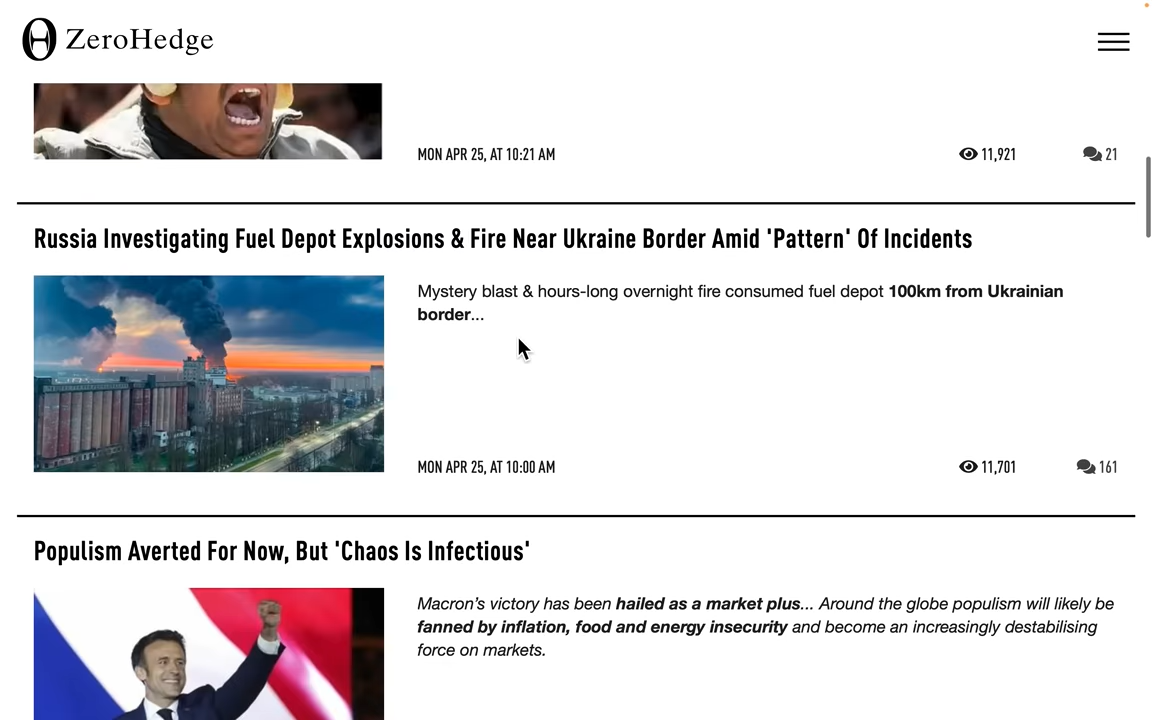 ZeroHedge
MON APR 25, AT 10:21 AM 11,921 21
Russia Investigating Fuel Depot Explosions & Fire Near Ukraine Border Amid 'Pattern' Of Incidents
Mystery blast & hours-long overnight fire consumed fuel depot 100km from Ukrainian
border...
MON APR 25, AT 10:00 AM 11,701 161
Populism Averted For Now, But 'Chaos Is Infectious'
Macron’s victory has been hailed as a market plus... Around the globe populism will likely be
fanned by inflation, food and energy insecurity and become an increasingly destabilising
force on markets.